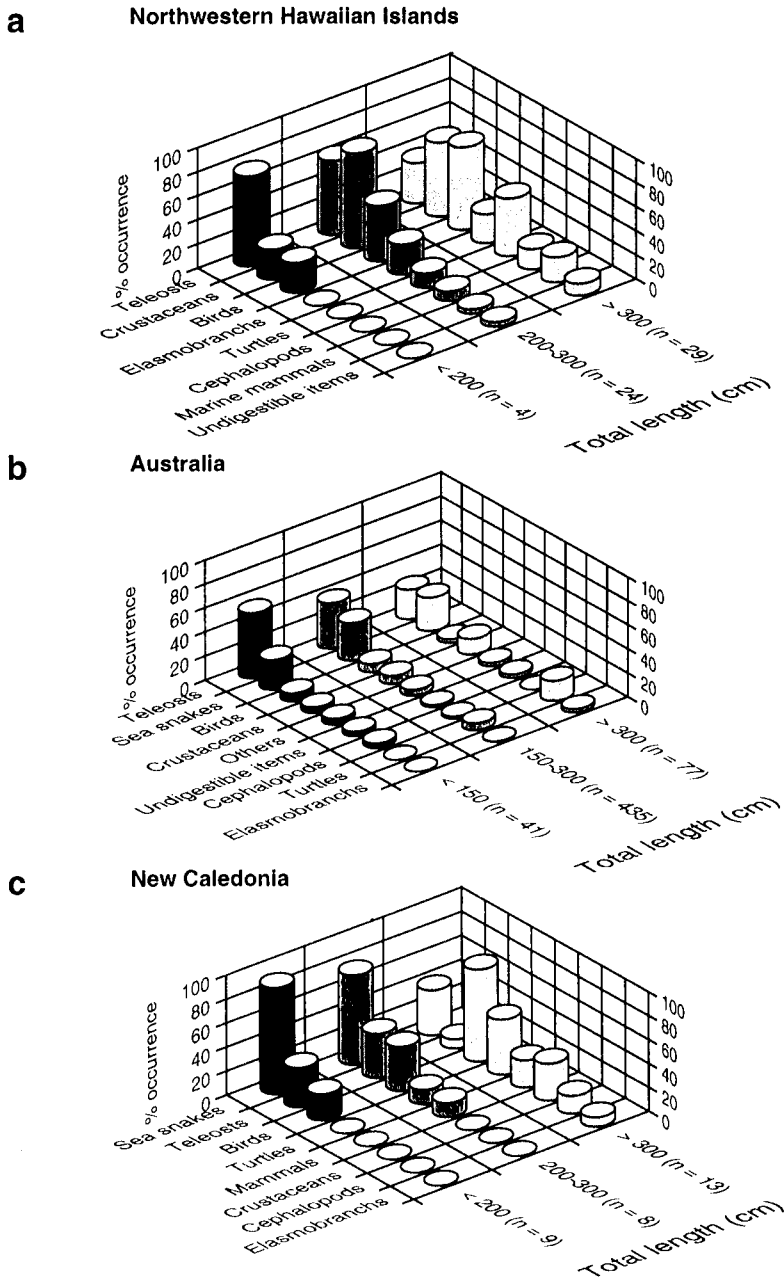 a
Northwestern Hawaiian Islands
% occurrence
100
80
60
40
20
0
100
80
60
40
20
0
Teleosts
Crustaceans
Birds
Elasmobranchs
Turtles
Cephalopods
Marine mammals
Undigestible items
< 200 (n = 4)
200-300 (n = 24)
> 300 (n = 29)
Total length (cm)
b
Australia
% occurrence
100
80
60
40
20
0
100
80
60
40
20
0
Teleosts
Sea snakes
Birds
Crustaceans
Others
Undigestible items
Cephalopods
Turtles
Elasmobranchs
< 150 (n = 41)
150-300 (n = 435)
> 300 (n = 77)
Total length (cm)
c
New Caledonia
% occurrence
100
80
60
40
20
0
100
80
60
40
20
0
Sea snakes
Teleosts
Birds
Turtles
Mammals
Crustaceans
Cephalopods
Elasmobranchs
< 200 (n = 9)
200-300 (n = 8)
> 300 (n = 13)
Total length (cm)